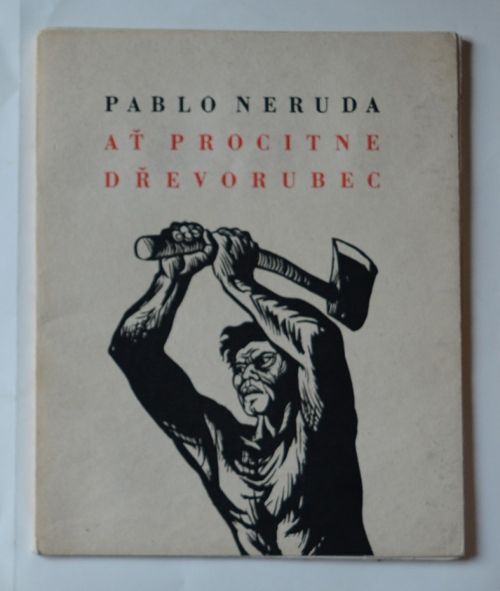 PABLO NERUDA
AŤ PROCITNE
DŘEVORUBEC